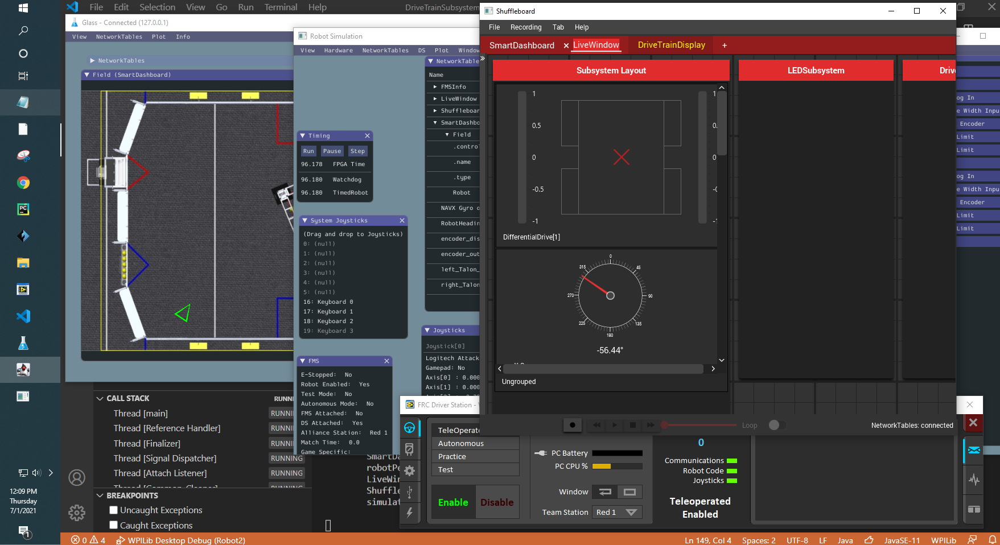 File Edit Selection View Go Run Terminal Help
DriveTrainSubsystem
Glass - Connected (127.0.0.1)
View NetworkTables Plot Info
NetworkTables
Field (SmartDashboard)
Robot Simulation
View Hardware NetworkTables DS Plot Window
Timing
Run Pause Step
96.178 FPGA Time
96.180 Watchdog
96.180 TimedRobot
System Joysticks
(Drag and drop to Joysticks)
0: (null)
1: (null)
2: (null)
3: (null)
4: (null)
5: (null)
16: Keyboard 0
17: Keyboard 1
18: Keyboard 2
19: Keyboard 3
FMS
E-Stopped: No
Robot Enabled: Yes
Test Mode: No
Autonomous Mode: No
FMS Attached: No
DS Attached: Yes
Alliance Station: Red 1
Match Time: 0.0
Game Specific:
NetworkTable
Name
FMSInfo
LiveWindow
Shuffleboar
SmartDashbo
Field
.contro
.name
.type
Robot
NAVX Gyro
RobotHeadin
encoder_dis
encoder_out
left_Talon_
right_Talon
Joysticks
Joystick[0]
Logitech Attack
Gamepad: No
Axis[0] : 0.000
Axis[1] : 0.000
Shuffleboard
File Recording Tab Help
SmartDashboard LiveWindow DriveTrainDisplay +
Subsystem Layout
LEDSubsystem
Driv
1
0.5
0
-0.5
-1
1
0.
0
-0
-1
DifferentialDrive[1]
0
45
90
135
180
225
270
315
-56.44°
Ungrouped
Loop
NetworkTables: connected
og In
e Width Inpu
Encoder
Limit
Limit
og In
e Width Inpu
Encoder
Limit
Limit
CALL STACK RUNN
Thread [main] RUNNI
Thread [Reference Handler] RUNNI
Thread [Finalizer] RUNNI
Thread [Signal Dispatcher] RUNNING
Thread [Attach Listener] RUNNING
Thread [Common-Cleaner] RUNNING
BREAKPOINTS
Uncaught Exceptions
Caught Exceptions
SmartDa
robotPe
LiveWin
Shuffle
simulat
FRC Driver Station -
TeleOperate
Autonomous
Practice
Test
Enable Disable
PC Battery
PC CPU %
Window
Team Station Red 1
0
Communications
Robot Code
Joysticks
Teleoperated
Enabled
12:09 PM
Thursday
7/1/2021
1
0 4 WPILib Desktop Debug (Robot2)
Ln 149, Col 4 Spaces: 2 UTF-8 LF Java JavaSE-11 WPILib